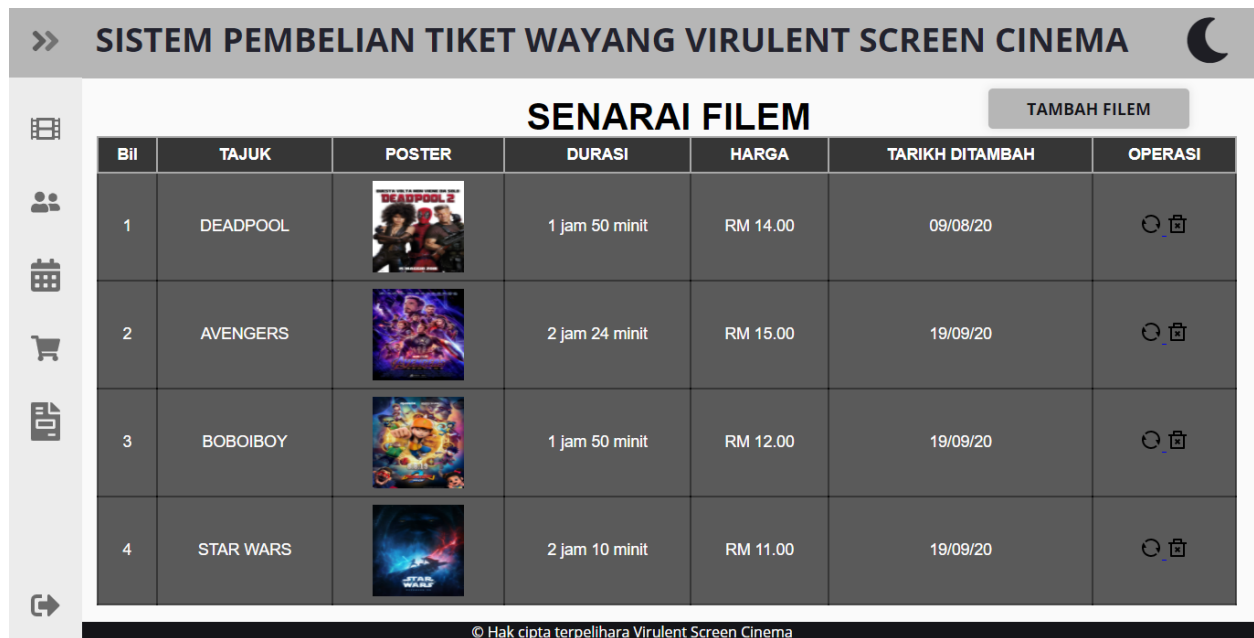 SISTEM PEMBELIAN TIKET WAYANG VIRULENT SCREEN CINEMA
SENARAI FILEM
TAMBAH FILEM
Bil TAJUK POSTER DURASI HARGA TARIKH DITAMBAH OPERASI
DEADPOOL 2
1 DEADPOOL 1 jam 50 minit RM 14.00 09/08/20
2 AVENGERS 2 jam 24 minit RM 15.00 19/09/20
3 BOBOIBOY 1 jam 50 minit RM 12.00 19/09/20
4 STAR WARS 2 jam 10 minit RM 11.00 19/09/20
STAR
WARS
© Hak cipta terpelihara Virulent Screen Cinema